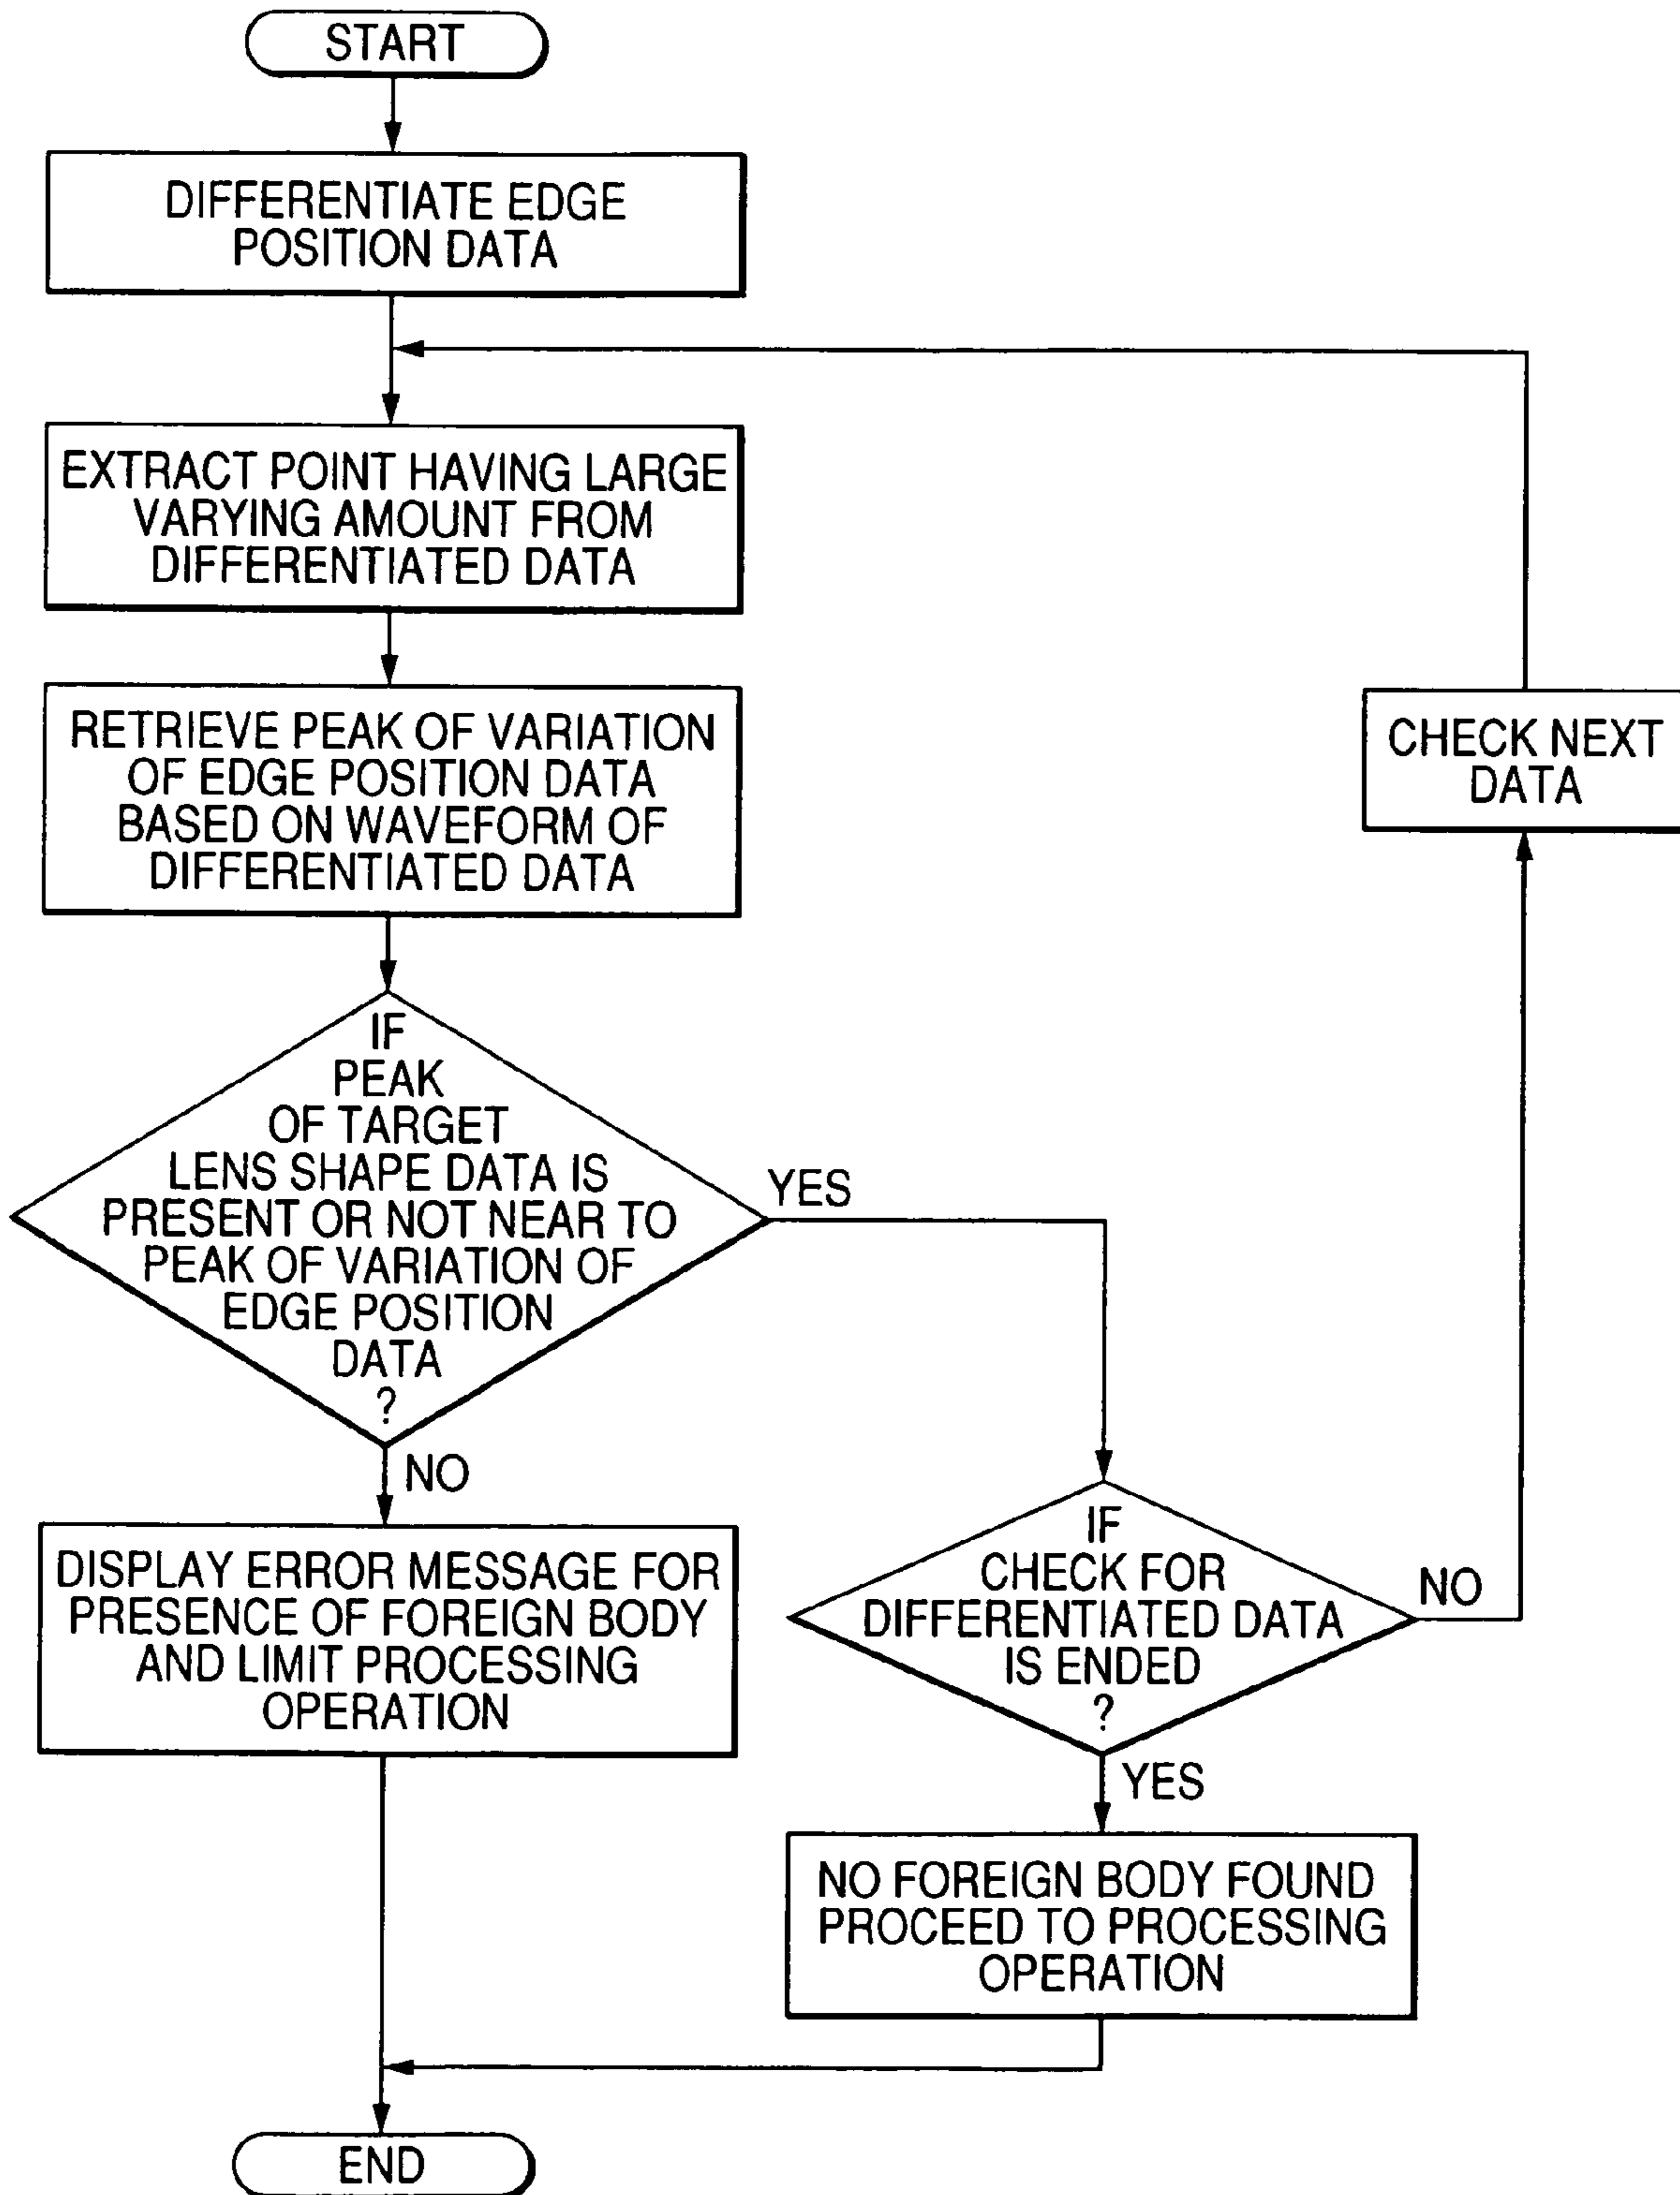 START
DIFFERENTIATE EDGE
POSITION DATA
EXTRACT POINT HAVING LARGE
VARYING AMOUNT FROM
DIFFERENTIATED DATA
RETRIEVE PEAK OF VARIATION
OF EDGE POSITION DATA
BASED ON WAVEFORM OF
DIFFERENTIATED DATA
CHECK NEXT
DATA
IF
PEAK
OF TARGET
LENS SHAPE DATA IS
PRESENT OR NOT NEAR TO
PEAK OF VARIATION OF
EDGE POSITION
DATA
?
YES
NO
DISPLAY ERROR MESSAGE FOR
PRESENCE OF FOREIGN BODY
AND LIMIT PROCESSING
OPERATION
IF
CHECK FOR
DIFFERENTIATED DATA
IS ENDED
?
NO
YES
NO FOREIGN BODY FOUND
PROCEED TO PROCESSING
OPERATION
END